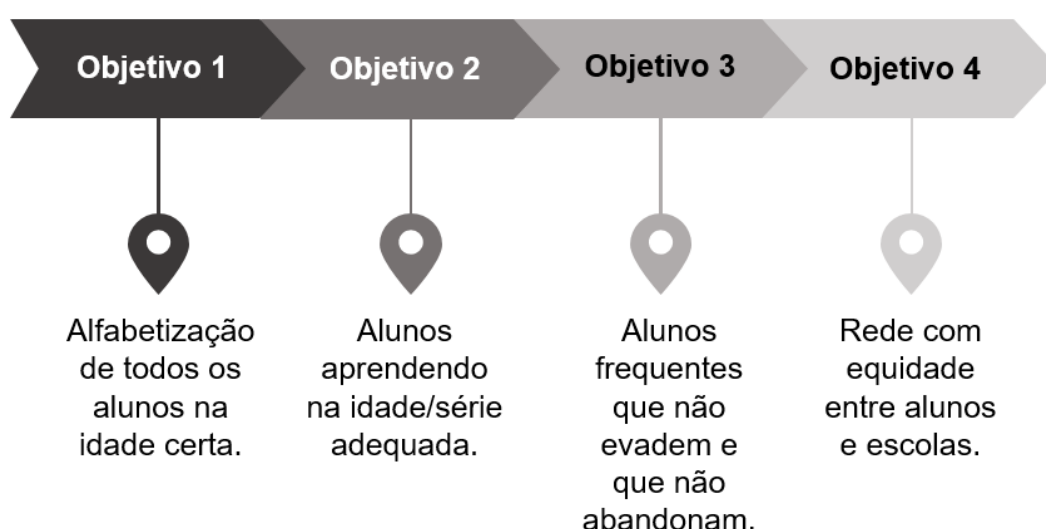 Objetivo 1
Objetivo 2
Objetivo 3
Objetivo 4
Alfabetização
de todos os
alunos na
idade certa.
Alunos
aprendendo
na idade/série
adequada.
Alunos
frequentes
que não
evadem e
que não
abandonam.
Rede com
equidade
entre alunos
e escolas.